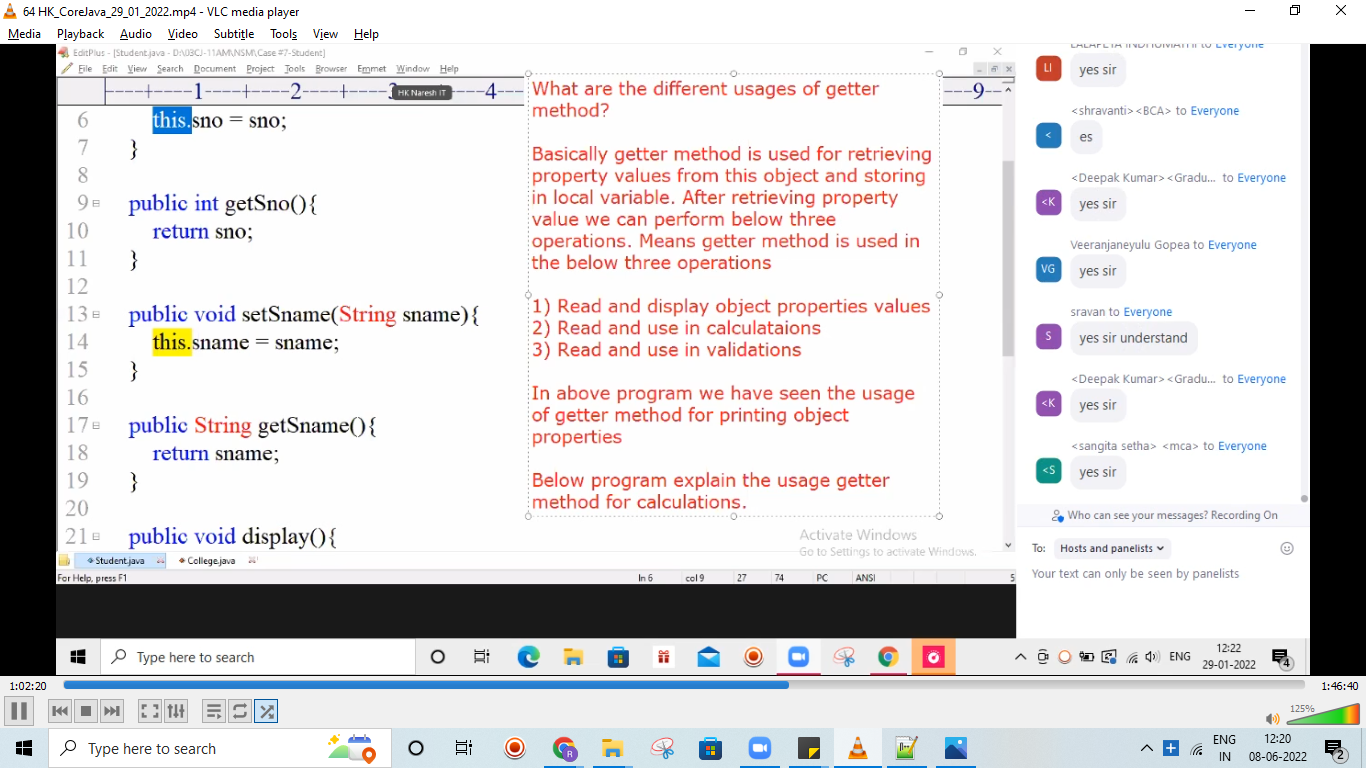 64 HK_CoreJava_29_01_2022.mp4 - VLC media player
Media Playback Audio Video Subtitle Tools View Help
EditPlus - [Student.java - D:\03CJ-11AM\NSM\Case #7-Student]
File Edit View Search Document Project Tools Browser Emmet Window Help
----+----1----+----2----+----3 HK Naresh IT ----4---- ---9--
6 this.sno = sno;
7 }
8
9 public int getSno(){
10 return sno;
11 }
12
13 public void setSname(String sname){
14 this.sname = sname;
15 }
16
17 public String getSname(){
18 return sname;
19 }
20
21 public void display(){
What are the different usages of getter
method?
Basically getter method is used for retrieving
property values from this object and storing
in local variable. After retrieving property
value we can perform below three
operations. Means getter method is used in
the below three operations
1) Read and display object properties values
2) Read and use in calculataions
3) Read and use in validations
In above program we have seen the usage
of getter method for printing object
properties
Below program explain the usage getter
method for calculations.
Activate Windows
Go to Settings to activate Windows.
Student.java College.java
For Help, press F1 ln 6 col 9 27 74 PC ANSI 5
LALAPETA INDHUMATHI to Everyone
LI yes sir
<shravanti><BCA> to Everyone
< es
<Deepak Kumar><Gradu... to Everyone
<K yes sir
Veeranjaneyulu Gopea to Everyone
VG yes sir
sravan to Everyone
S yes sir understand
<Deepak Kumar><Gradu... to Everyone
<K yes sir
<sangita setha> <mca> to Everyone
<S yes sir
Who can see your messages? Recording On
To: Hosts and panelists
Your text can only be seen by panelists
Type here to search ENG 12:22 29-01-2022 4
1:02:20 1:46:40
125%
Type here to search ENG IN 12:20 08-06-2022 2